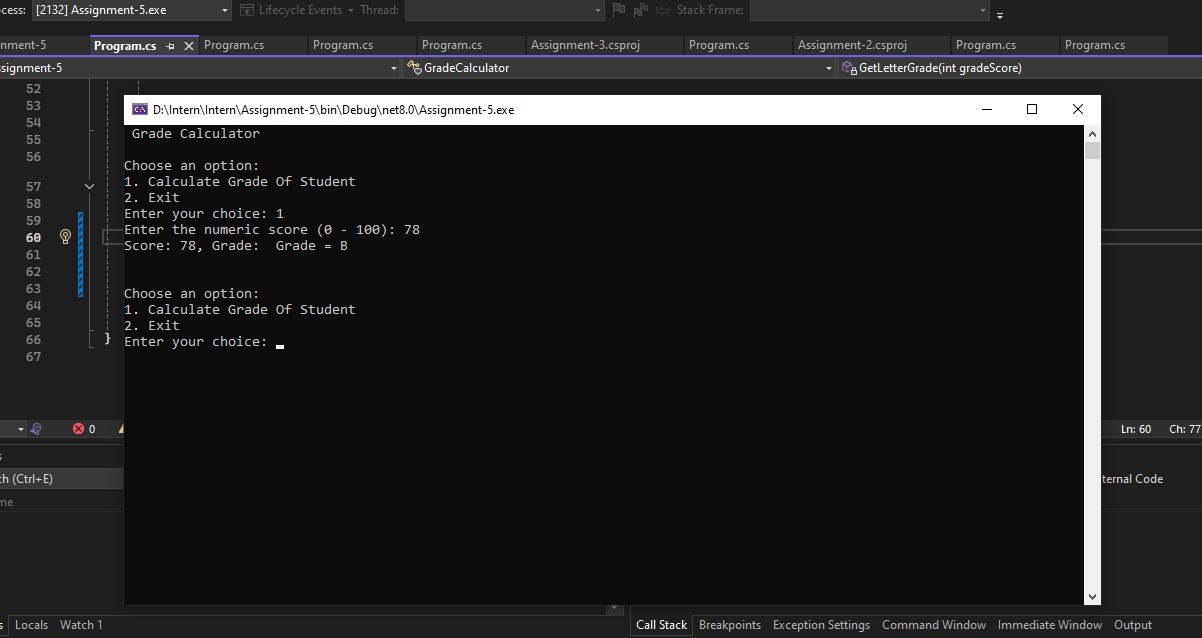 cess: [2132] Assignment-5.exe Lifecycle Events Thread: Stack Frame:
nment-5 Program.cs Program.cs Program.cs Program.cs Assignment-3.csproj Program.cs Assignment-2.csproj Program.cs Program.cs
ssignment-5 GradeCalculator GetLetterGrade(int gradeScore)
52
53
54
55
56
57
58
59
60
61
62
63
64
65
66 }
67
D:\Intern\Intern\Assignment-5\bin\Debug\net8.0\Assignment-5.exe
Grade Calculator
Choose an option:
1. Calculate Grade Of Student
2. Exit
Enter your choice: 1
Enter the numeric score (0 - 100): 78
Score: 78, Grade:  Grade = B
Choose an option:
1. Calculate Grade Of Student
2. Exit
Enter your choice:
0 Ln: 60 Ch: 77
s
ch (Ctrl+E) ternal Code
me
s Locals Watch 1 Call Stack Breakpoints Exception Settings Command Window Immediate Window Output